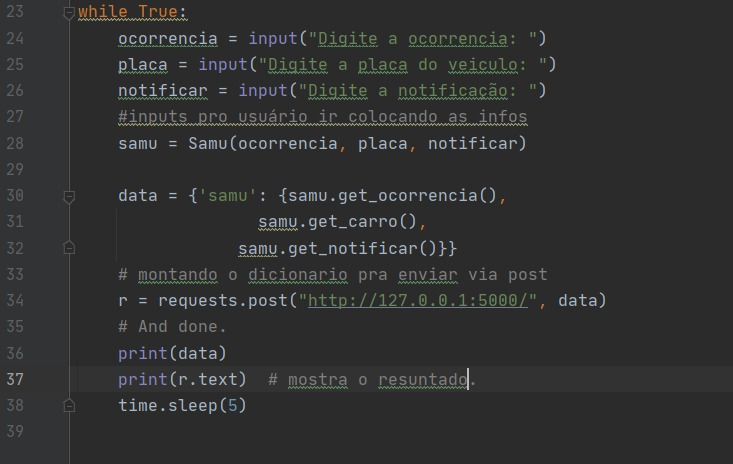 23 while True:
24 ocorrencia = input("Digite a ocorrencia: ")
25 placa = input("Digite a placa do veiculo: ")
26 notificar = input("Digite a notificação: ")
27 #inputs pro usuário ir colocando as infos
28 samu = Samu(ocorrencia, placa, notificar)
29
30 data = {'samu': {samu.get_ocorrencia(),
31 samu.get_carro(),
32 samu.get_notificar()}}
33 # montando o dicionario pra enviar via post
34 r = requests.post("http://127.0.0.1:5000/", data)
35 # And done.
36 print(data)
37 print(r.text) # mostra o resuntado.
38 time.sleep(5)
39